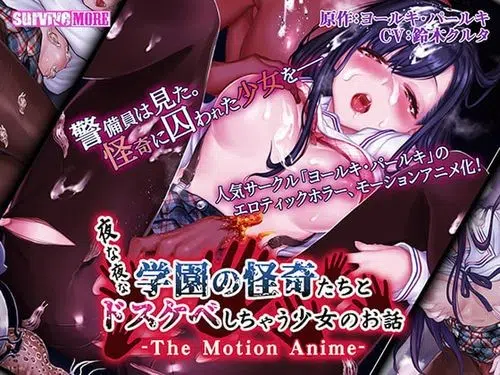 survive MORE
原作:ヨールキ・パールキ
CV:鈴木クルタ
警備員は見た。
怪奇に囚われた少女を――
人気サークル「ヨールキ・パールキ」の
エロティックホラー、モーションアニメ化!
夜な夜な
学園の怪奇たちと
ドスケベしちゃう少女のお話
-The Motion Anime-